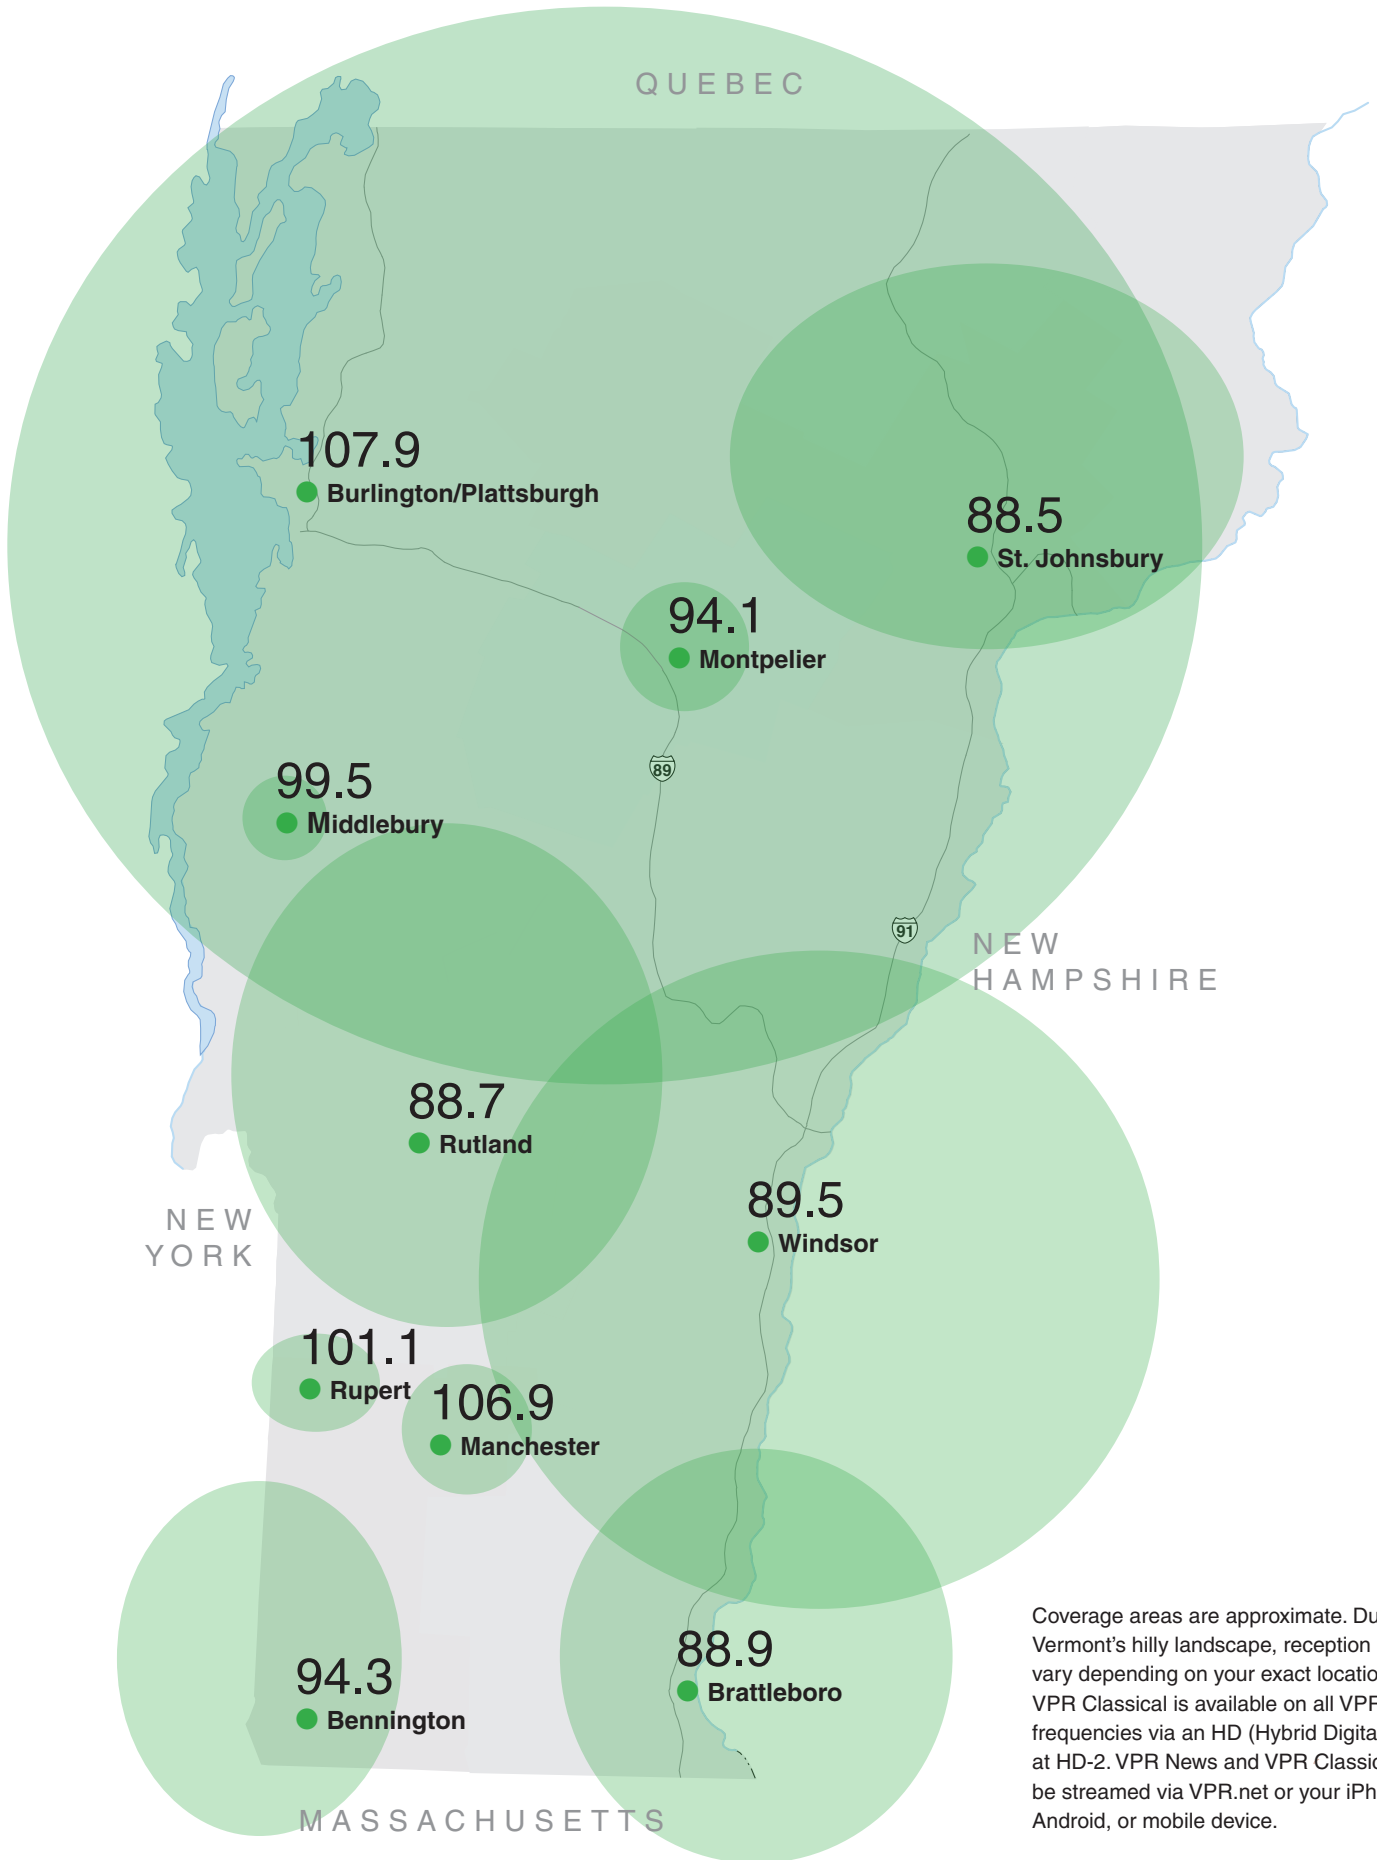 QUEBEC
107.9
Burlington/Plattsburgh
88.5
St. Johnsbury
94.1
Montpelier
89
99.5
Middlebury
91
NEW
HAMPSHIRE
88.7
Rutland
89.5
Windsor
NEW
YORK
101.1
Rupert
106.9
Manchester
94.3
Bennington
88.9
Brattleboro
MASSACHUSETTS
Coverage areas are approximate. Du
Vermont's hilly landscape, reception
vary depending on your exact locatio
VPR Classical is available on all VPR
frequencies via an HD (Hybrid Digita
at HD-2. VPR News and VPR Classic
be streamed via VPR.net or your iPh
Android, or mobile device.